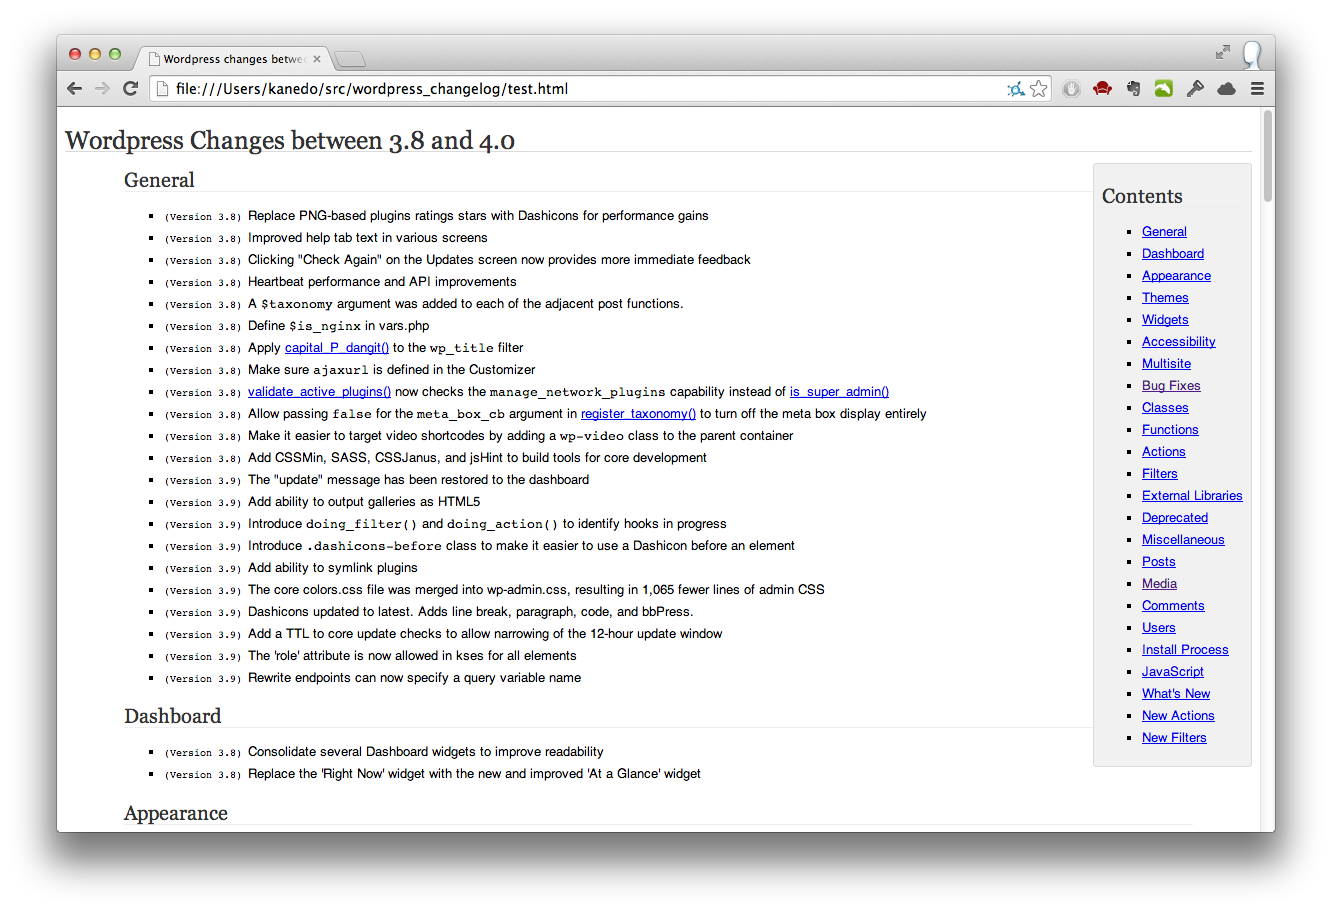 Wordpress changes betwe
file:///Users/kanedo/src/wordpress_changelog/test.html
Wordpress Changes between 3.8 and 4.0
General
(Version 3.8) Replace PNG-based plugins ratings stars with Dashicons for performance gains
(Version 3.8) Improved help tab text in various screens
(Version 3.8) Clicking "Check Again" on the Updates screen now provides more immediate feedback
(Version 3.8) Heartbeat performance and API improvements
(Version 3.8) A $taxonomy argument was added to each of the adjacent post functions.
(Version 3.8) Define $is_nginx in vars.php
(Version 3.8) Apply capital_P_dangit() to the wp_title filter
(Version 3.8) Make sure ajaxurl is defined in the Customizer
(Version 3.8) validate_active_plugins() now checks the manage_network_plugins capability instead of is_super_admin()
(Version 3.8) Allow passing false for the meta_box_cb argument in register_taxonomy() to turn off the meta box display entirely
(Version 3.8) Make it easier to target video shortcodes by adding a wp-video class to the parent container
(Version 3.8) Add CSSMin, SASS, CSSJanus, and jsHint to build tools for core development
(Version 3.9) The "update" message has been restored to the dashboard
(Version 3.9) Add ability to output galleries as HTML5
(Version 3.9) Introduce doing_filter() and doing_action() to identify hooks in progress
(Version 3.9) Introduce .dashicons-before class to make it easier to use a Dashicon before an element
(Version 3.9) Add ability to symlink plugins
(Version 3.9) The core colors.css file was merged into wp-admin.css, resulting in 1,065 fewer lines of admin CSS
(Version 3.9) Dashicons updated to latest. Adds line break, paragraph, code, and bbPress.
(Version 3.9) Add a TTL to core update checks to allow narrowing of the 12-hour update window
(Version 3.9) The 'role' attribute is now allowed in kses for all elements
(Version 3.9) Rewrite endpoints can now specify a query variable name
Dashboard
(Version 3.8) Consolidate several Dashboard widgets to improve readability
(Version 3.8) Replace the 'Right Now' widget with the new and improved 'At a Glance' widget
Appearance
Contents
General
Dashboard
Appearance
Themes
Widgets
Accessibility
Multisite
Bug Fixes
Classes
Functions
Actions
Filters
External Libraries
Deprecated
Miscellaneous
Posts
Media
Comments
Users
Install Process
JavaScript
What's New
New Actions
New Filters